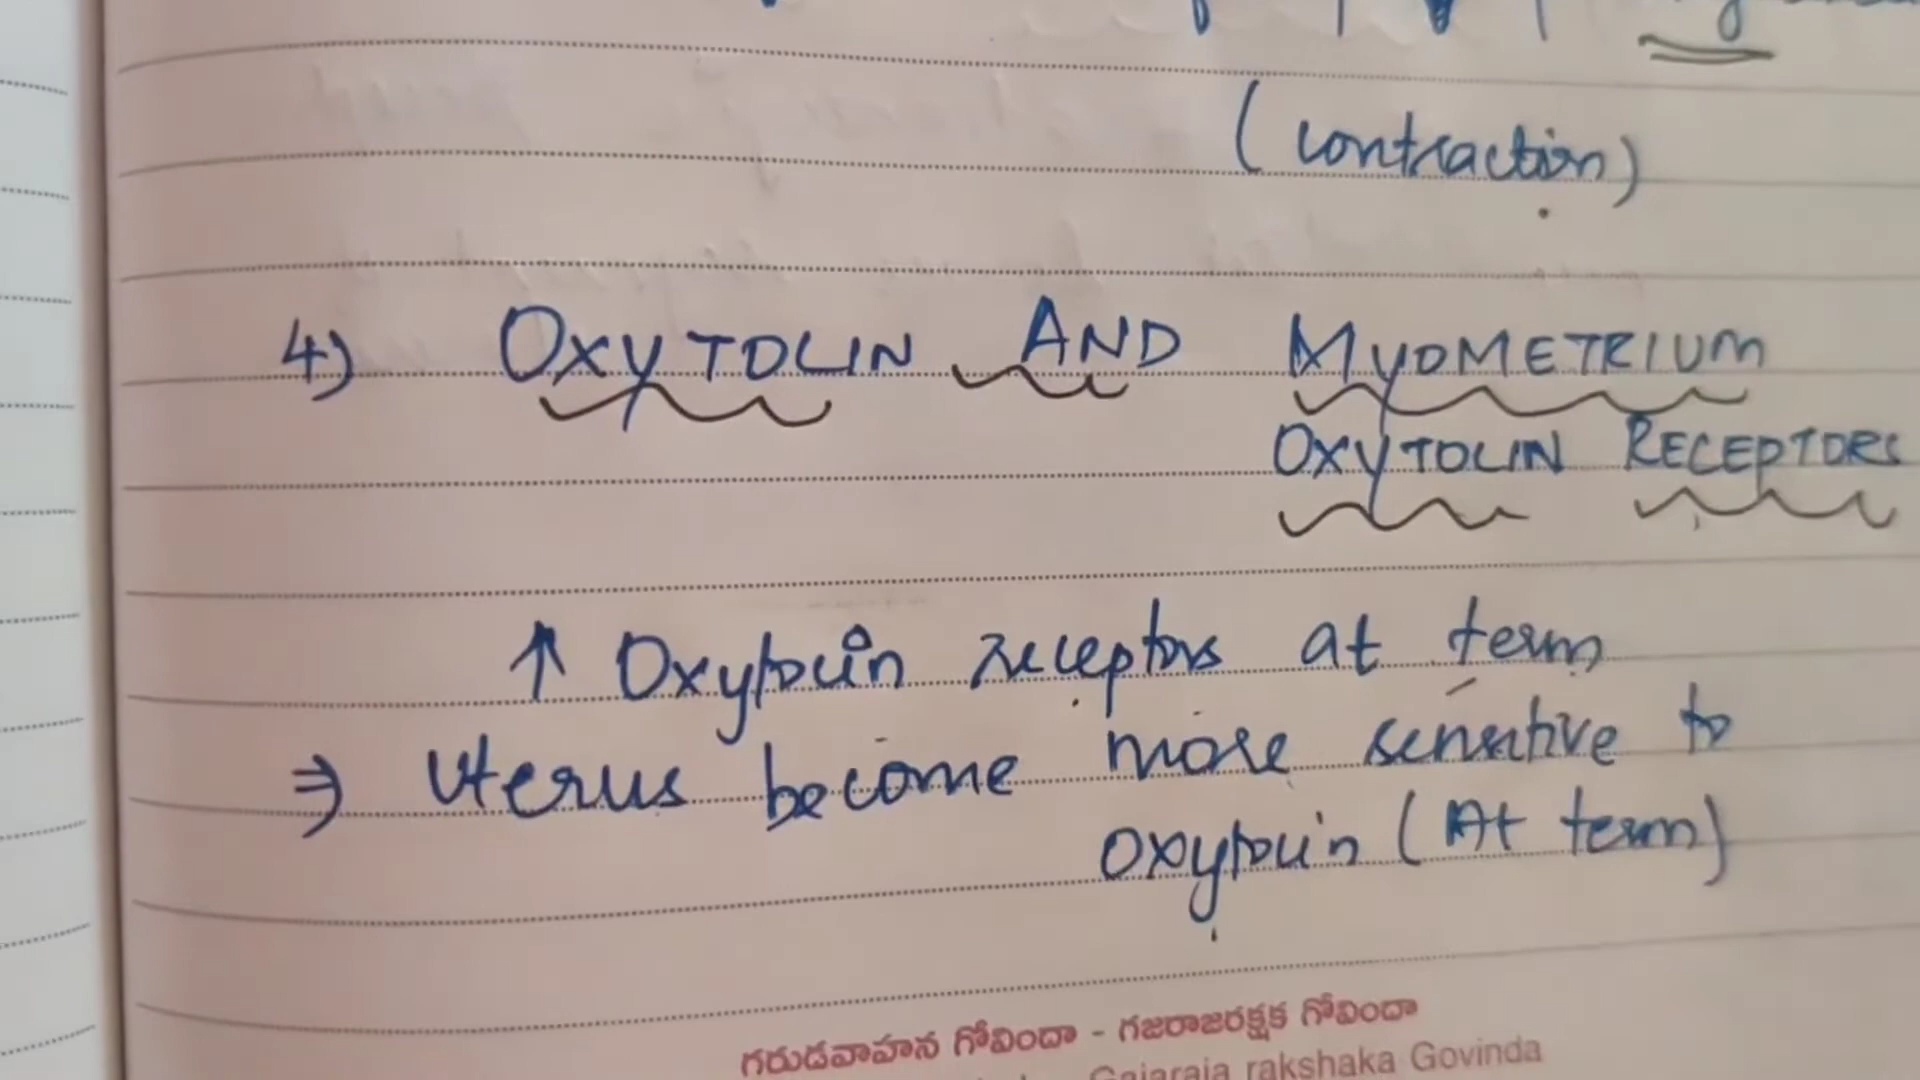 (contraction)
4) OXYTOCIN AND MYOMETRIUM
OXYTOCIN RECEPTORS
↑ Oxytocin receptors at term
⇒ Uterus become more sensitive to
oxytocin (At term)
గరుడవాహన గోవిందా - గజరాజరక్షక గోవిందా
Gajaraja rakshaka Govinda